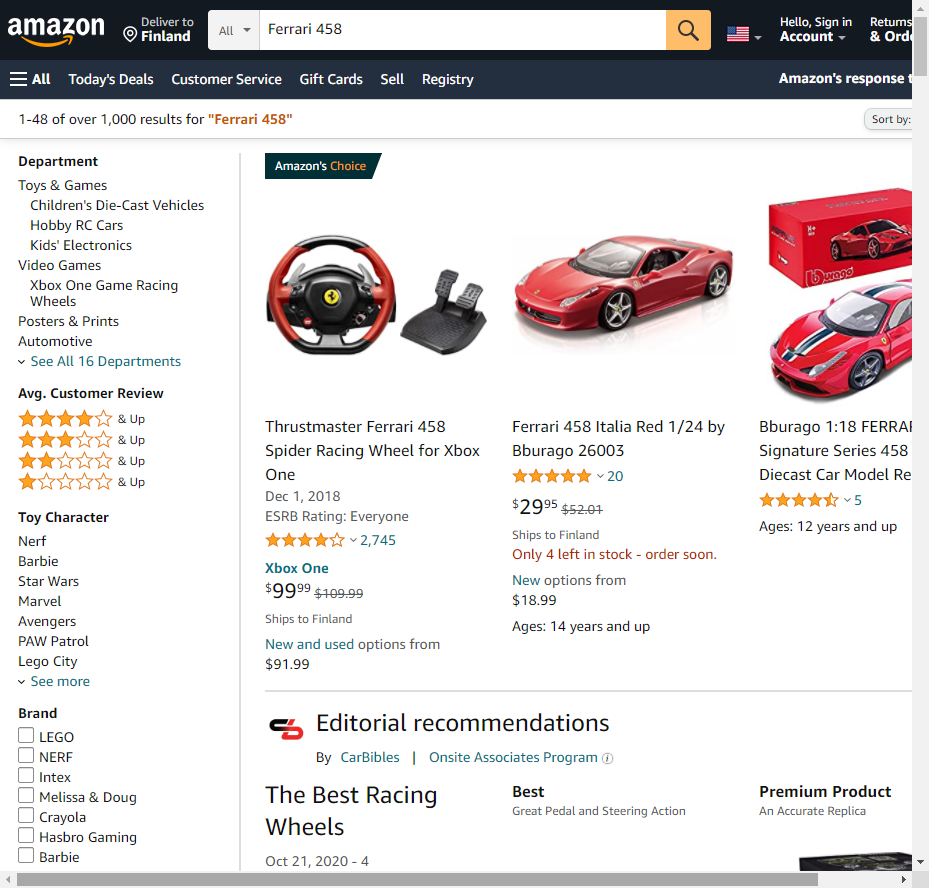 amazon
Deliver to
Finland
All
Ferrari 458
Hello, Sign in
Account
Returns
& Orde
All
Today's Deals
Customer Service
Gift Cards
Sell
Registry
Amazon's response t
1-48 of over 1,000 results for "Ferrari 458"
Sort by:
Department
Toys & Games
Children's Die-Cast Vehicles
Hobby RC Cars
Kids' Electronics
Video Games
Xbox One Game Racing
Wheels
Posters & Prints
Automotive
See All 16 Departments
Avg. Customer Review
& Up
& Up
& Up
& Up
Toy Character
Nerf
Barbie
Star Wars
Marvel
Avengers
PAW Patrol
Lego City
See more
Brand
LEGO
NERF
Intex
Melissa & Doug
Crayola
Hasbro Gaming
Barbie
Amazon's Choice
Thrustmaster Ferrari 458
Spider Racing Wheel for Xbox
One
Dec 1, 2018
ESRB Rating: Everyone
2,745
Xbox One
$99.99 $109.99
Ships to Finland
New and used options from
$91.99
Ferrari 458 Italia Red 1/24 by
Bburago 26003
20
$29.95 $52.01
Ships to Finland
Only 4 left in stock - order soon.
New options from
$18.99
Ages: 14 years and up
Bburago
Bburago 1:18 FERRAR
Signature Series 458
Diecast Car Model Re
5
Ages: 12 years and up
Editorial recommendations
By CarBibles | Onsite Associates Program
The Best Racing
Wheels
Oct 21, 2020 - 4
Best
Great Pedal and Steering Action
Premium Product
An Accurate Replica